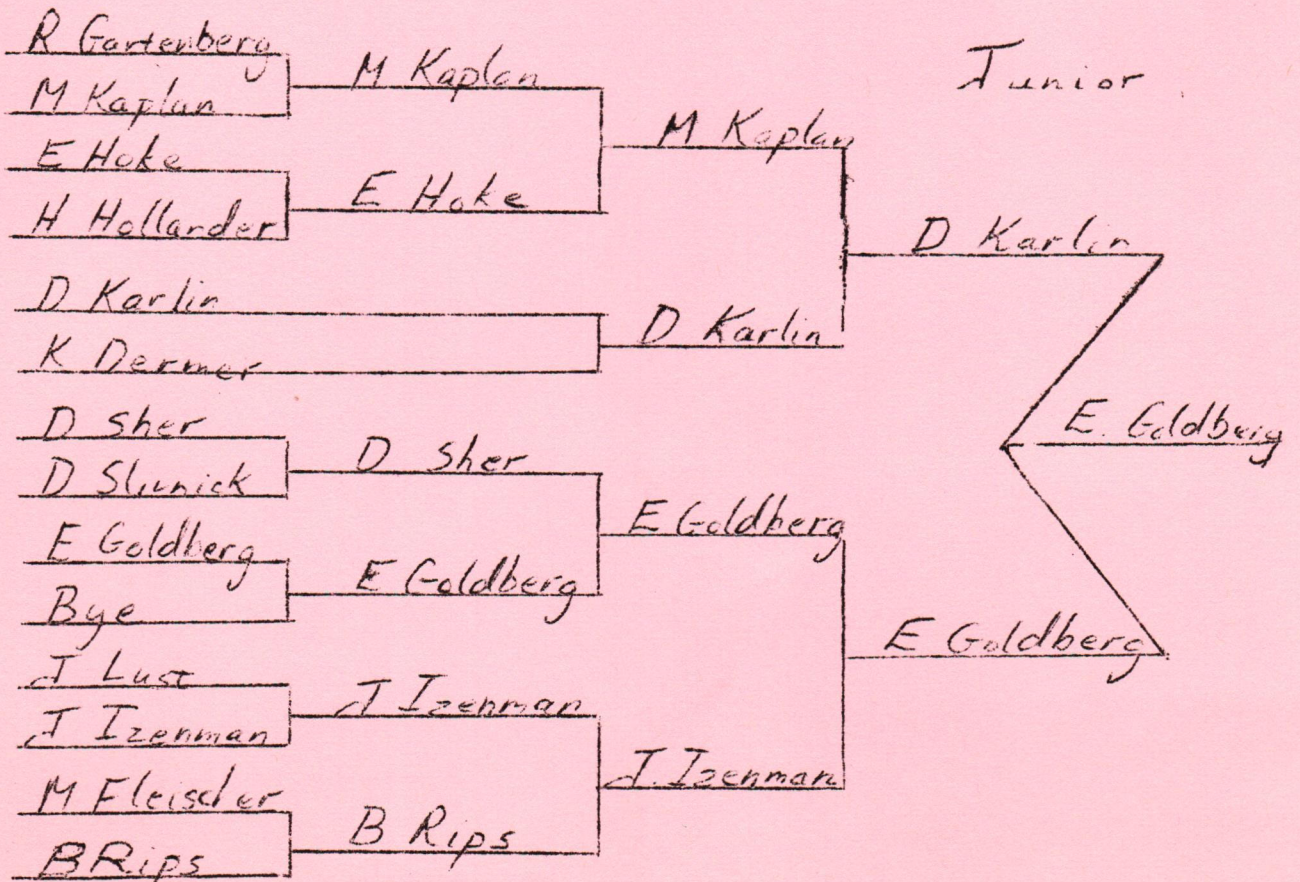 R Gartenberg
M Kaplan
Junior
M Kaplan
M Kaplan
E Hoke
E Hoke
H Hollander
D Karlin
D Karlin
D Karlin
K Dermer
D Sher
E. Goldberg
D Sher
D Slunick
E Goldberg
E Goldberg
E Goldberg
Bye
E Goldberg
J Lust
J Izenman
J Izenman
J. Izenman
M Fleischer
B Rips
B Rips